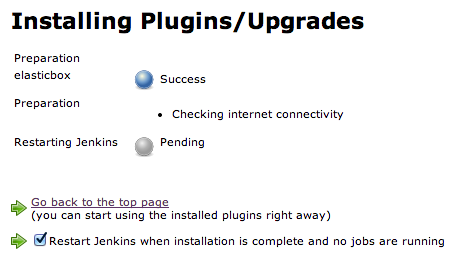 Installing Plugins/Upgrades
Preparation
elasticbox
Success
Preparation
Checking internet connectivity
Restarting Jenkins
Pending
Go back to the top page
(you can start using the installed plugins right away)
Restart Jenkins when installation is complete and no jobs are running